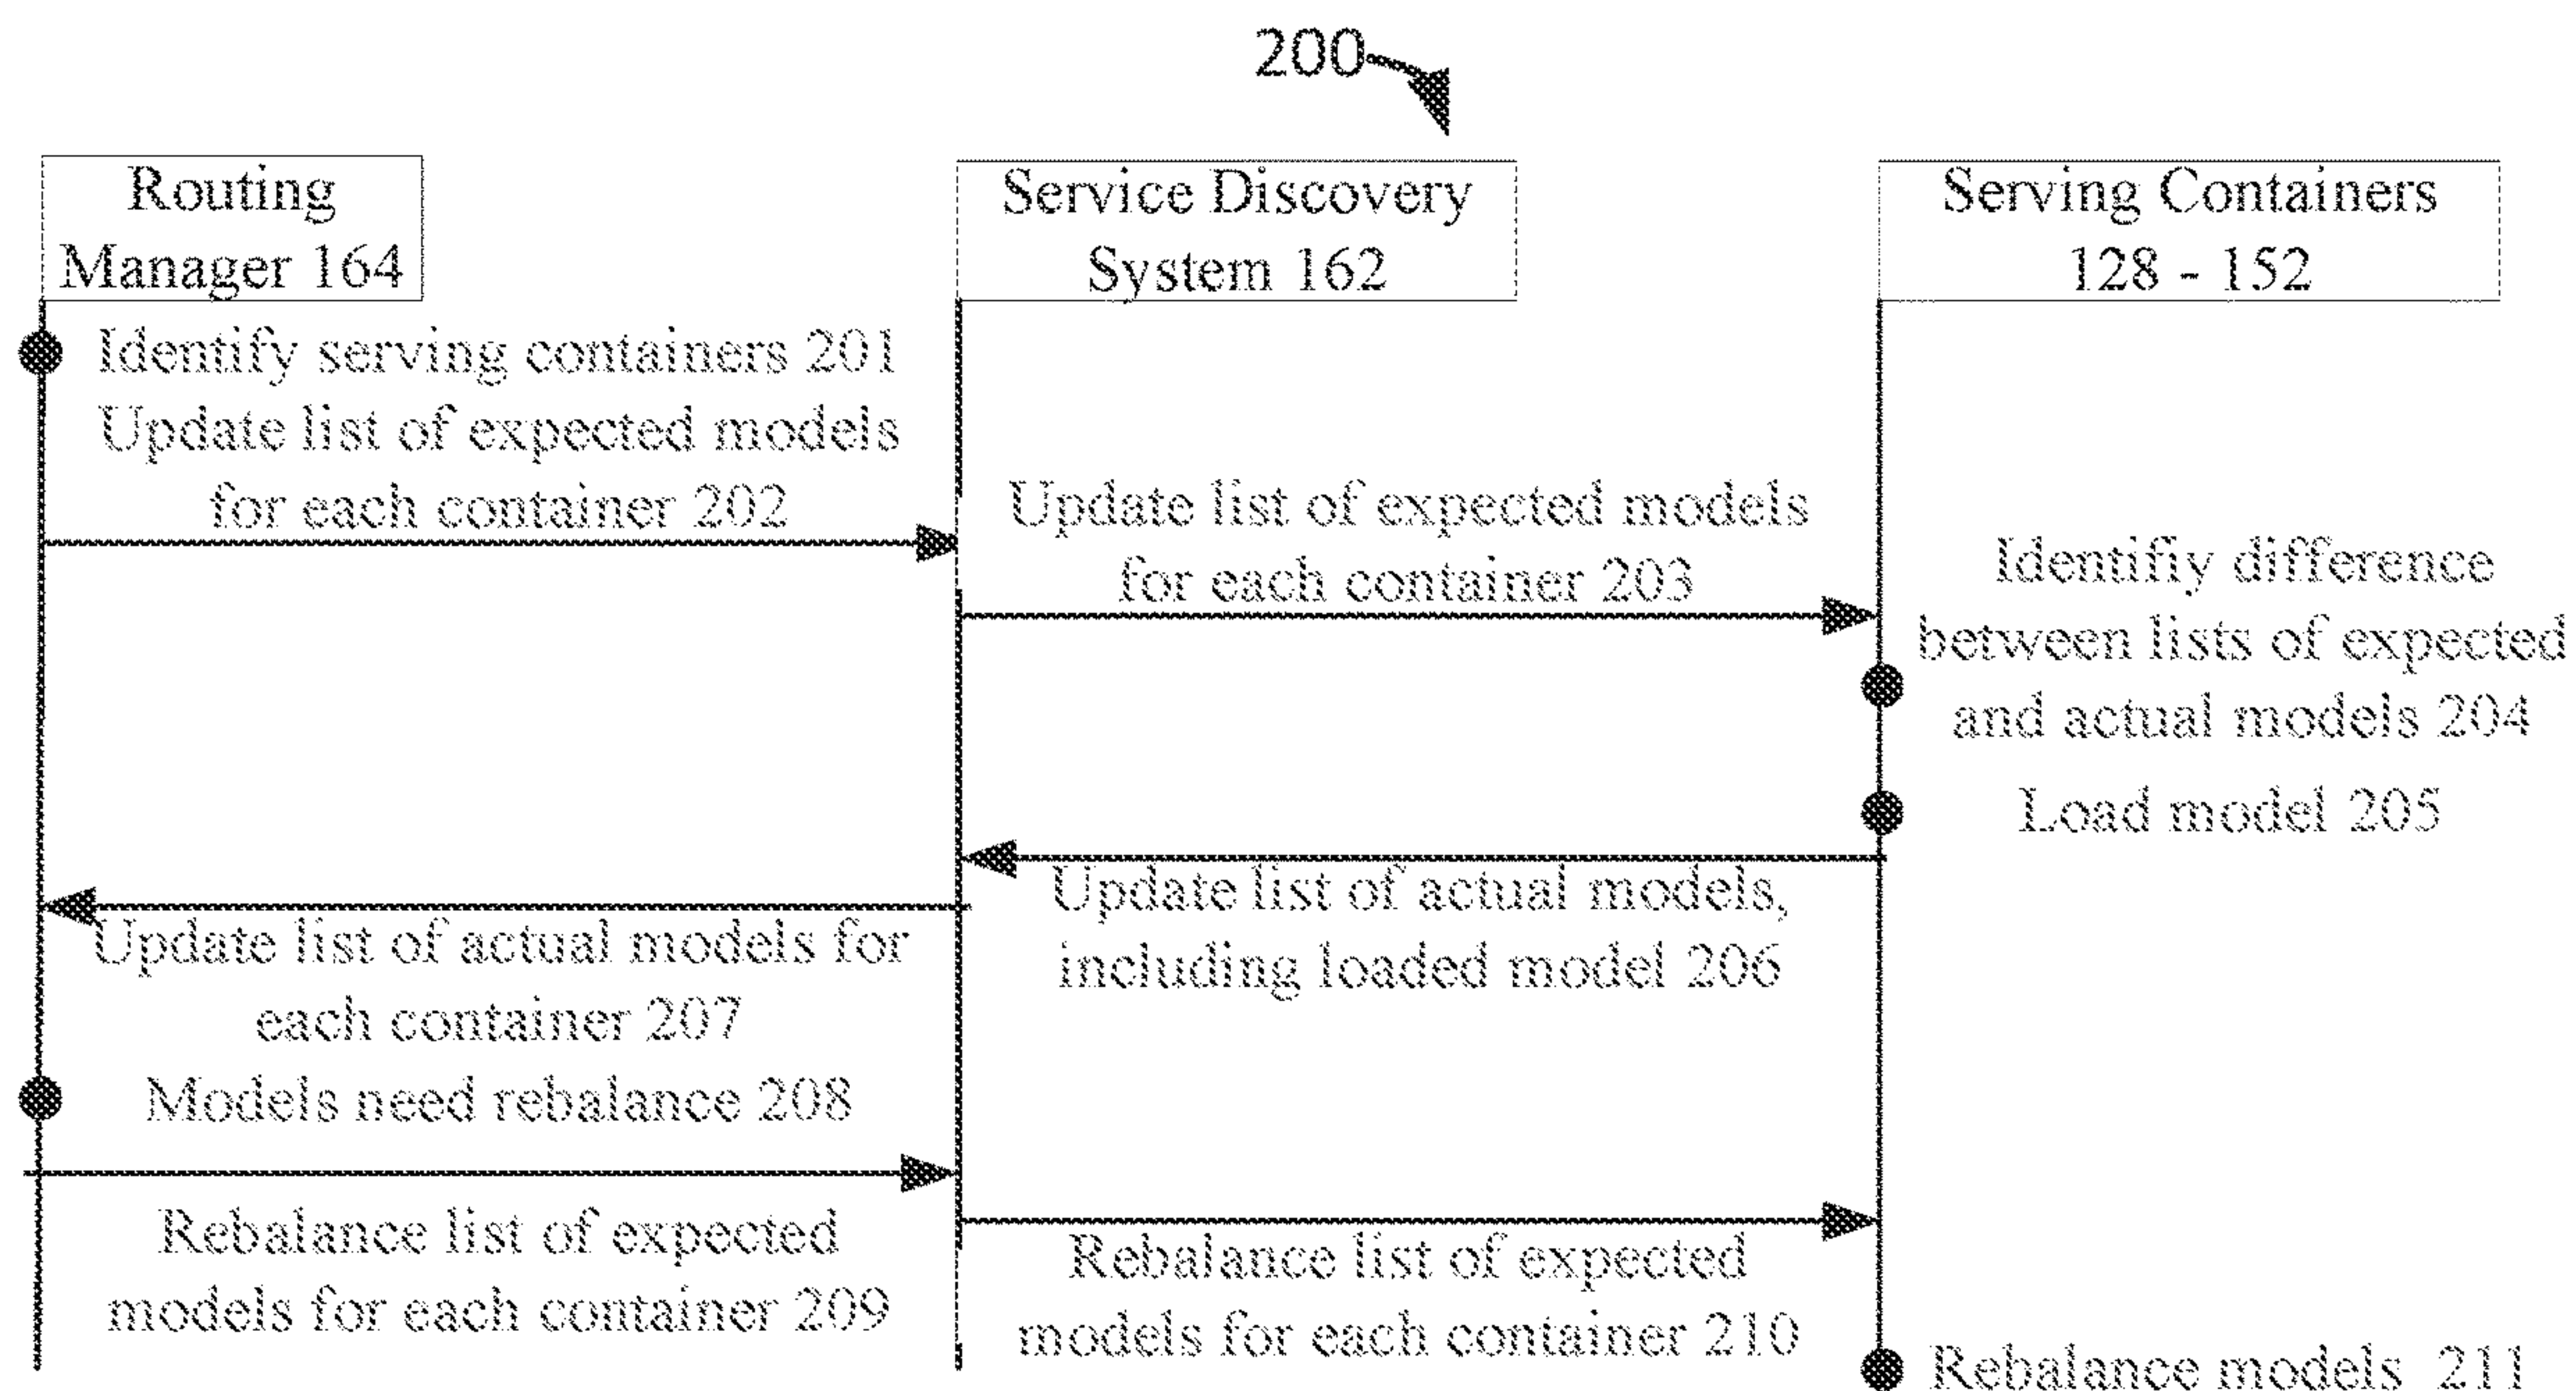 200
Routing
Manager 164
Service Discovery
System 162
Serving Containers
128 - 152
Identify serving containers 201
Update list of expected models
for each container 202
Update list of expected models
for each container 203
Identifiy difference
between lists of expected
and actual models 204
Load model 205
Update list of actual models,
including loaded model 206
Update list of actual models for
each container 207
Models need rebalance 208
Rebalance list of expected
models for each container 209
Rebalance list of expected
models for each container 210
Rebalance models 211